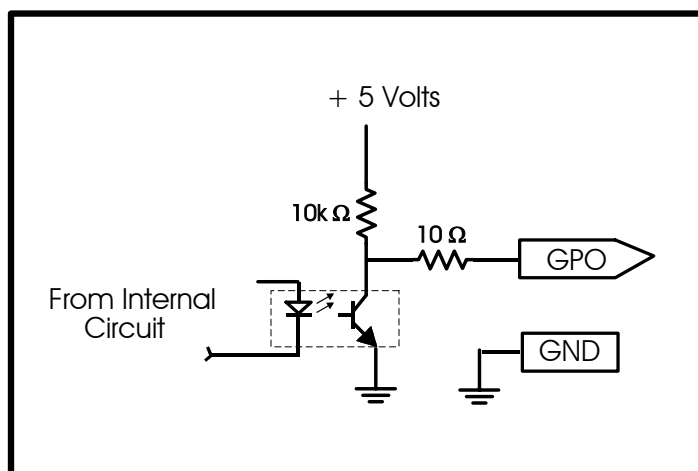 + 5 Volts
10k Ω
10 Ω
GPO
From Internal
Circuit
GND